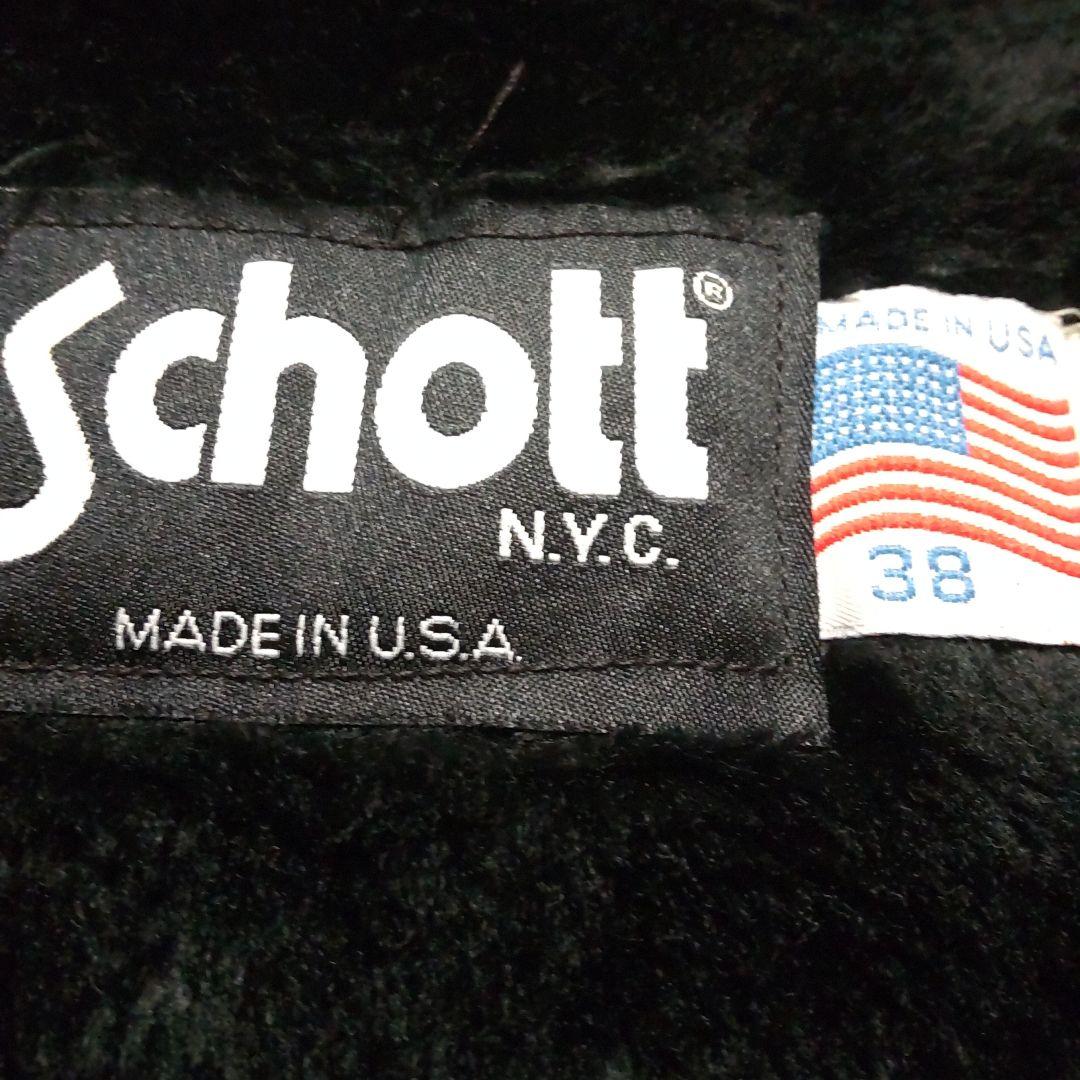 Schott®
N.Y.C.
MADE IN U.S.A.
MADE IN USA
38